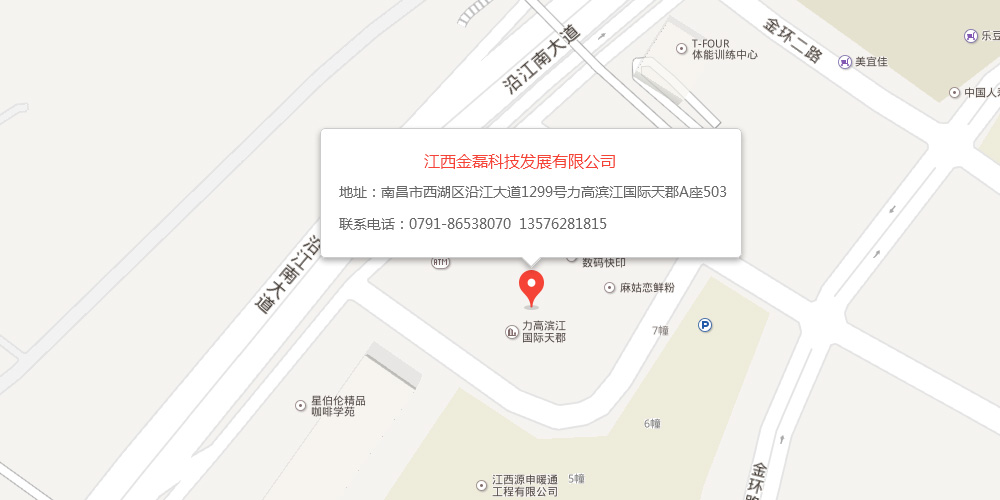 沿江南大道
金环二路
T-FOUR
体能训练中心
乐豆
美宜佳
中国人寿
江西金磊科技发展有限公司
地址：南昌市西湖区沿江大道1299号力高滨江国际天郡A座503
联系电话：0791-86538070 13576281815
沿江南大道
ATM
数码快印
麻姑恋鲜粉
力高滨江
国际天郡
7幢
P
星伯伦精品
咖啡学苑
6幢
江西源申暖通
工程有限公司
5幢
金环路